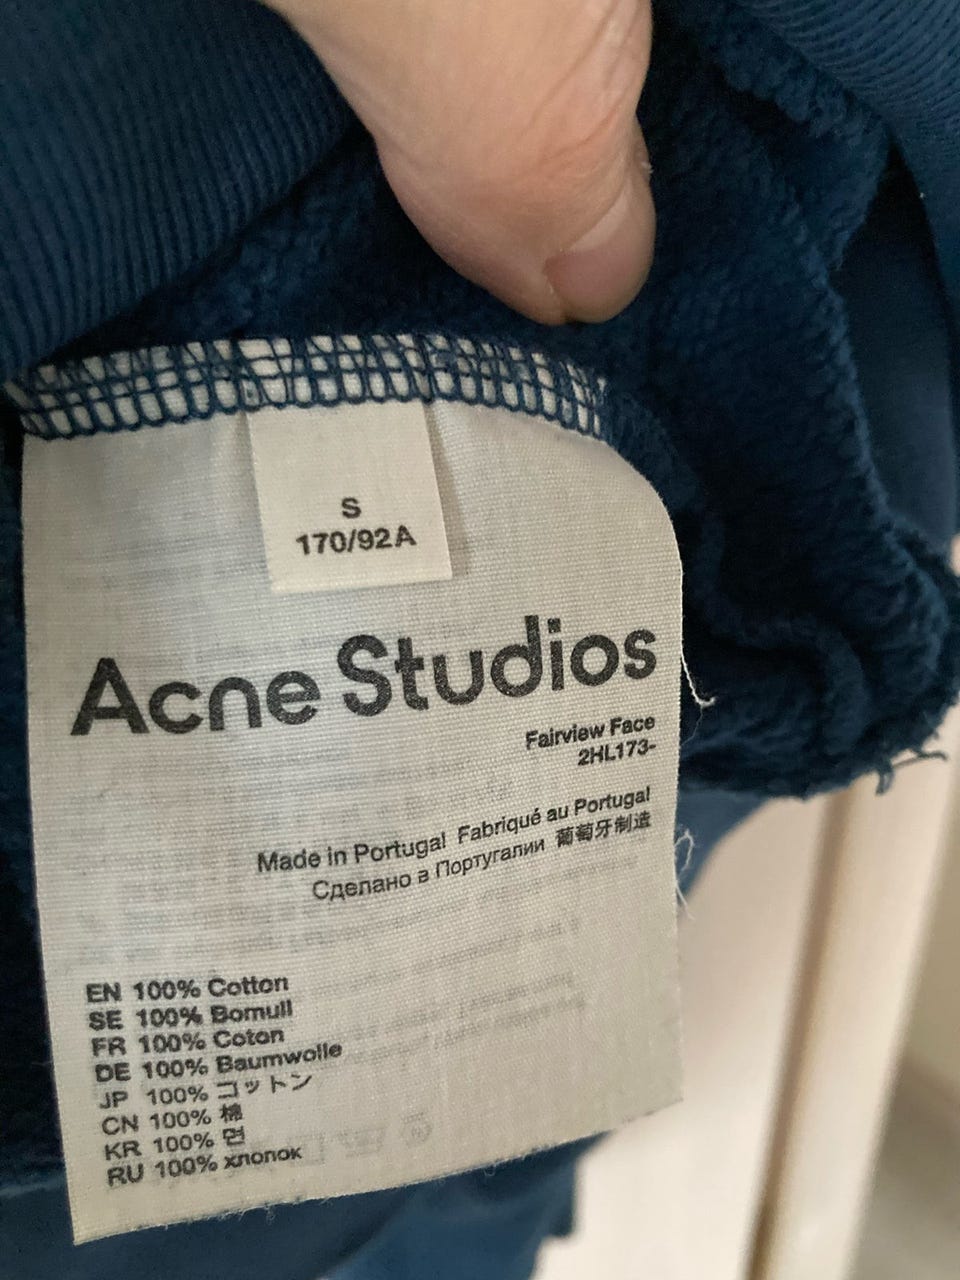 S
170/92A
Acne Studios
Fairview Face
2HL173-
Made in Portugal Fabriqué au Portugal
Сделано в Португалии 葡萄牙制造
EN 100% Cotton
SE 100% Bomull
FR 100% Coton
DE 100% Baumwolle
JP 100% コットン
CN 100% 棉
KR 100% 면
RU 100% хлопок